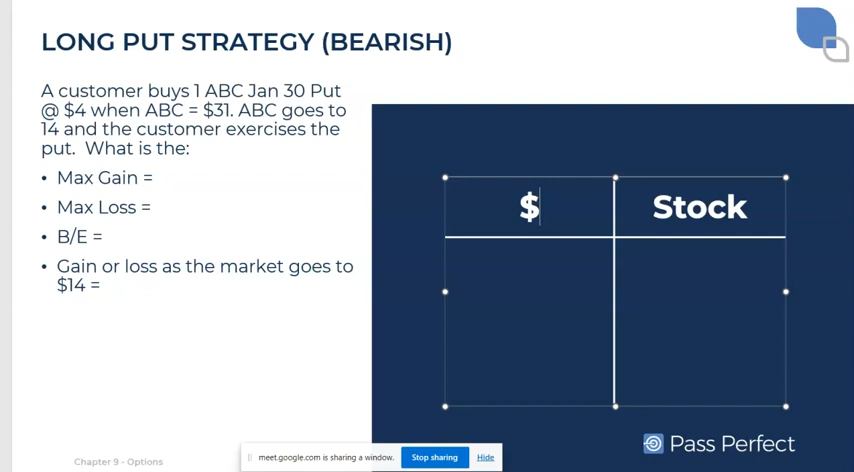 LONG PUT STRATEGY (BEARISH)
A customer buys 1 ABC Jan 30 Put
@ $4 when ABC = $31. ABC goes to
14 and the customer exercises the
put. What is the:
• Max Gain =
• Max Loss =
• B/E =
• Gain or loss as the market goes to
$14 =
$ Stock
Pass Perfect
Chapter 9 - Options
meet.google.com is sharing a window. Stop sharing Hide